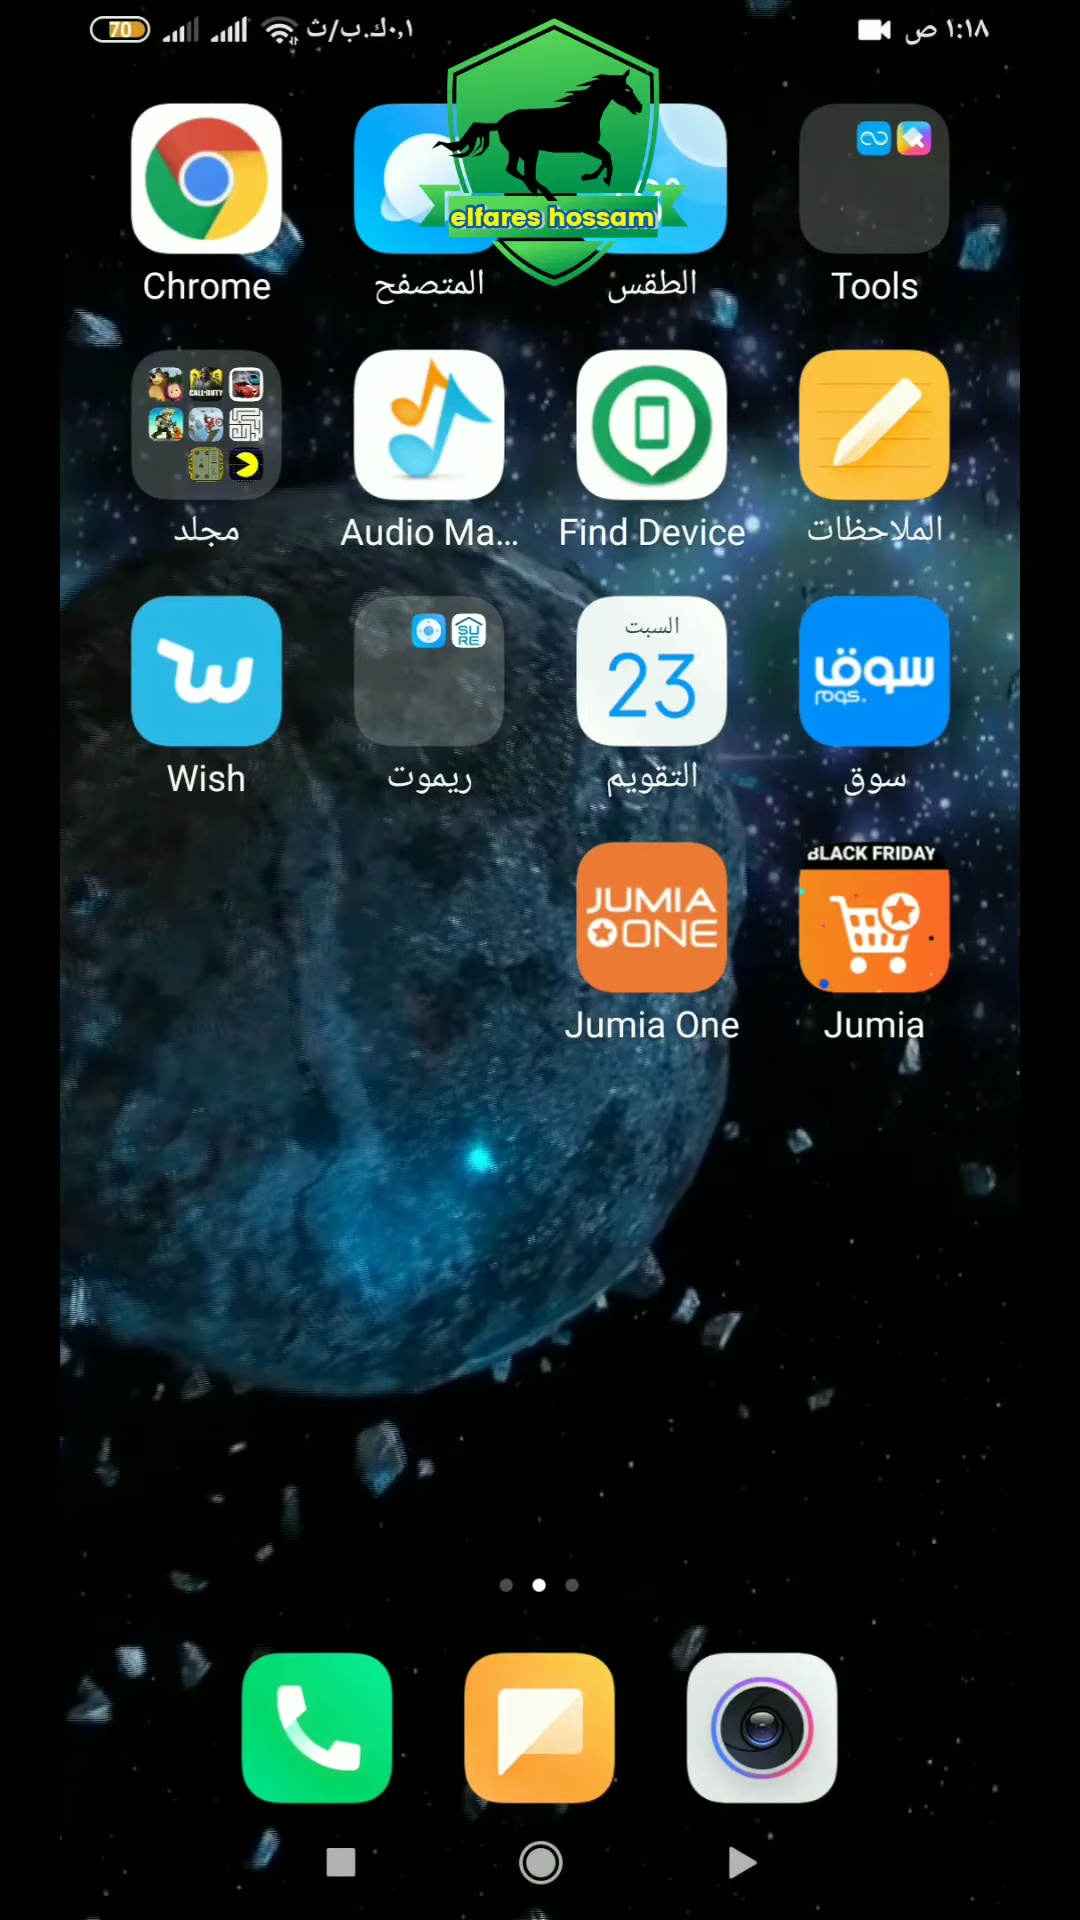 70
٠,١ك.ب/ث
١:١٨ ص
elfares hossam
Chrome
المتصفح
الطقس
Tools
CALL·DUTY
مجلد
Audio Ma...
Find Device
الملاحظات
Wish
SU
RE
ريموت
السبت
23
التقويم
سوق
.com
سوق
JUMIA
ONE
Jumia One
BLACK FRIDAY
Jumia